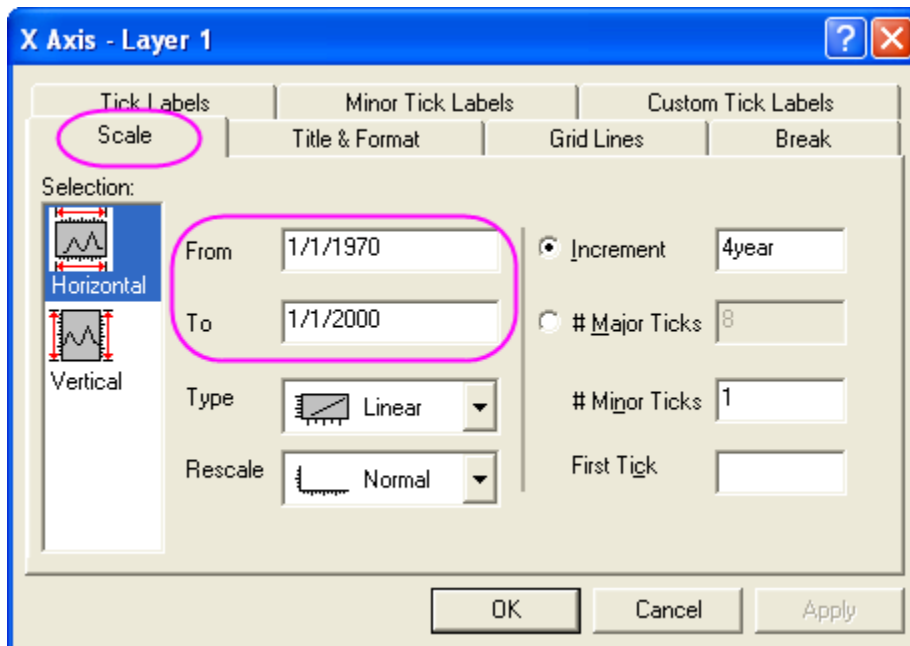 X Axis - Layer 1
Tick Labels Minor Tick Labels Custom Tick Labels
Scale Title & Format Grid Lines Break
Selection:
Horizontal
Vertical
From 1/1/1970
To 1/1/2000
Type Linear
Rescale Normal
Increment 4year
# Major Ticks 8
# Minor Ticks 1
First Tick
OK Cancel Apply